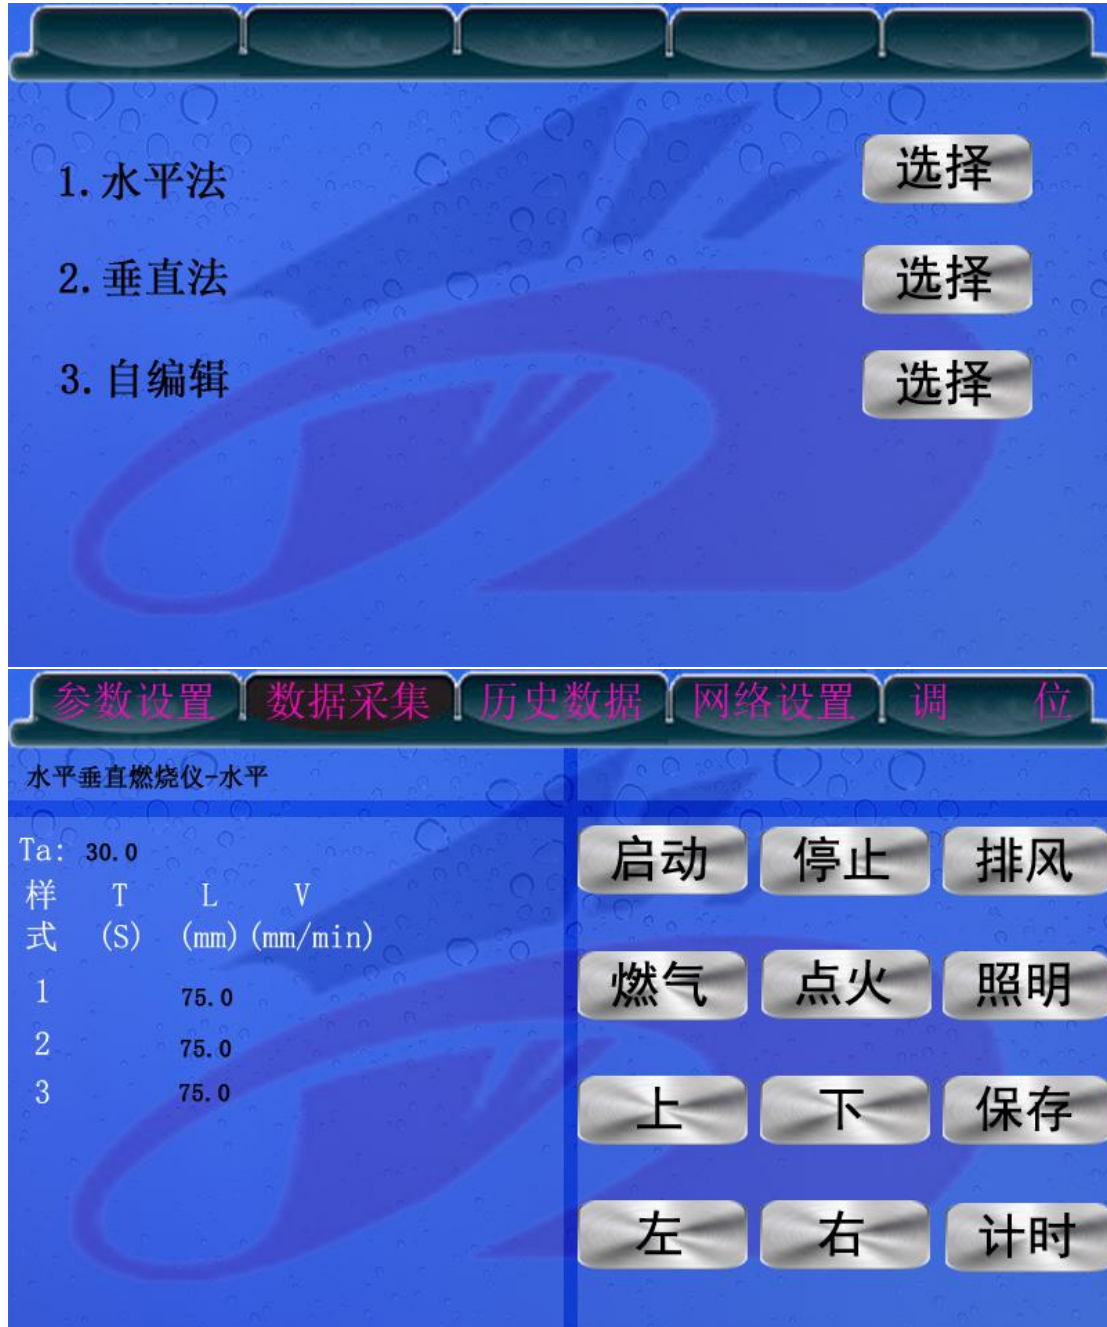 1.水平法 选择
2.垂直法 选择
3.自编辑 选择
参数设置 数据采集 历史数据 网络设置 调 位
水平垂直燃烧仪-水平
Ta: 30.0
样 T L V
式 (S) (mm) (mm/min)
1 75.0
2 75.0
3 75.0
启动 停止 排风
燃气 点火 照明
上 下 保存
左 右 计时